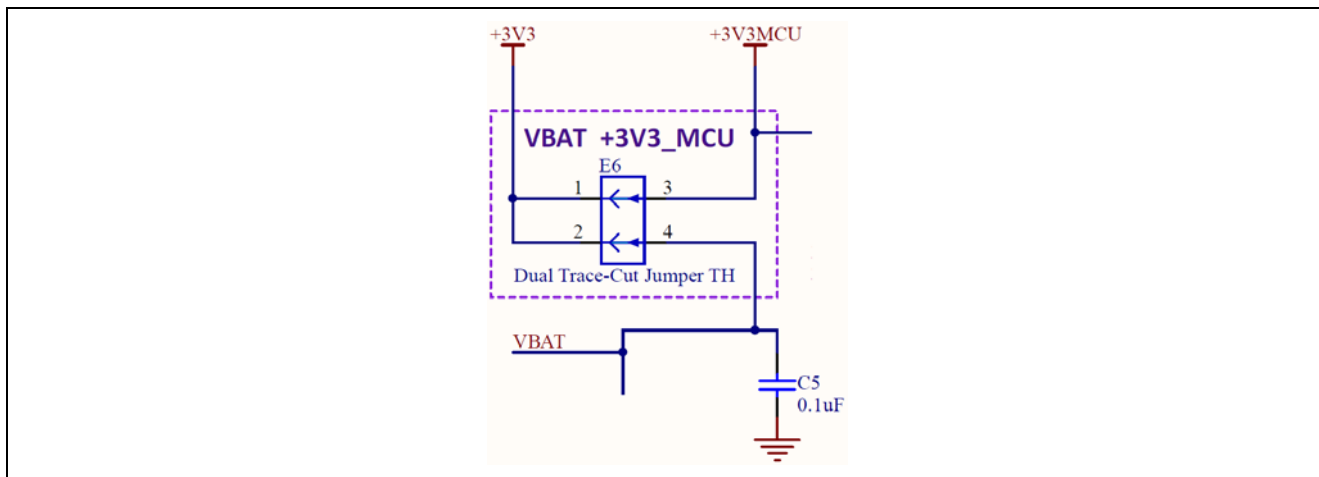 +3V3 +3V3MCU
VBAT +3V3_MCU
E6
1 3
2 4
Dual Trace-Cut Jumper TH
VBAT
C5
0.1uF